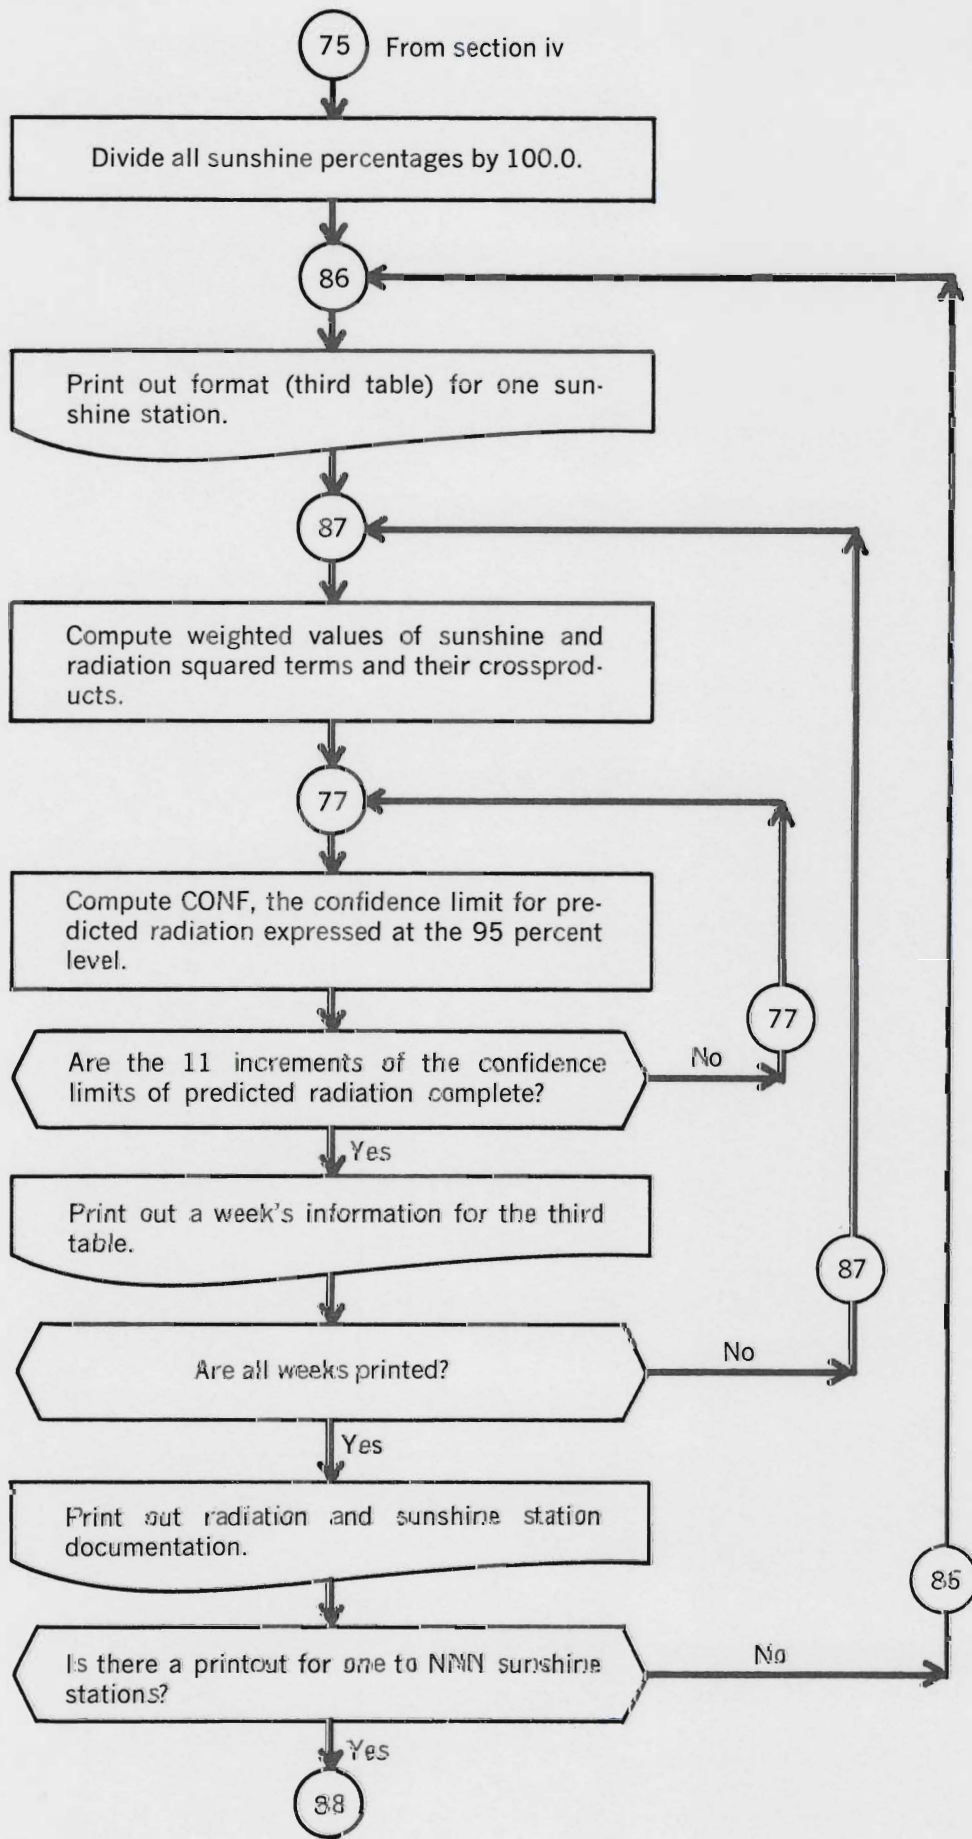 75 From section iv
Divide all sunshine percentages by 100.0.
86
Print out format (third table) for one sun-
shine station.
87
Compute weighted values of sunshine and
radiation squared terms and their crossprod-
ucts.
77
Compute CONF, the confidence limit for pre-
dicted radiation expressed at the 95 percent
level.
77
Are the 11 increments of the confidence
limits of predicted radiation complete?
No
Yes
Print out a week's information for the third
table.
87
Are all weeks printed?
No
Yes
Print out radiation and sunshine station
documentation.
86
Is there a printout for one to NNN sunshine
stations?
No
Yes
88